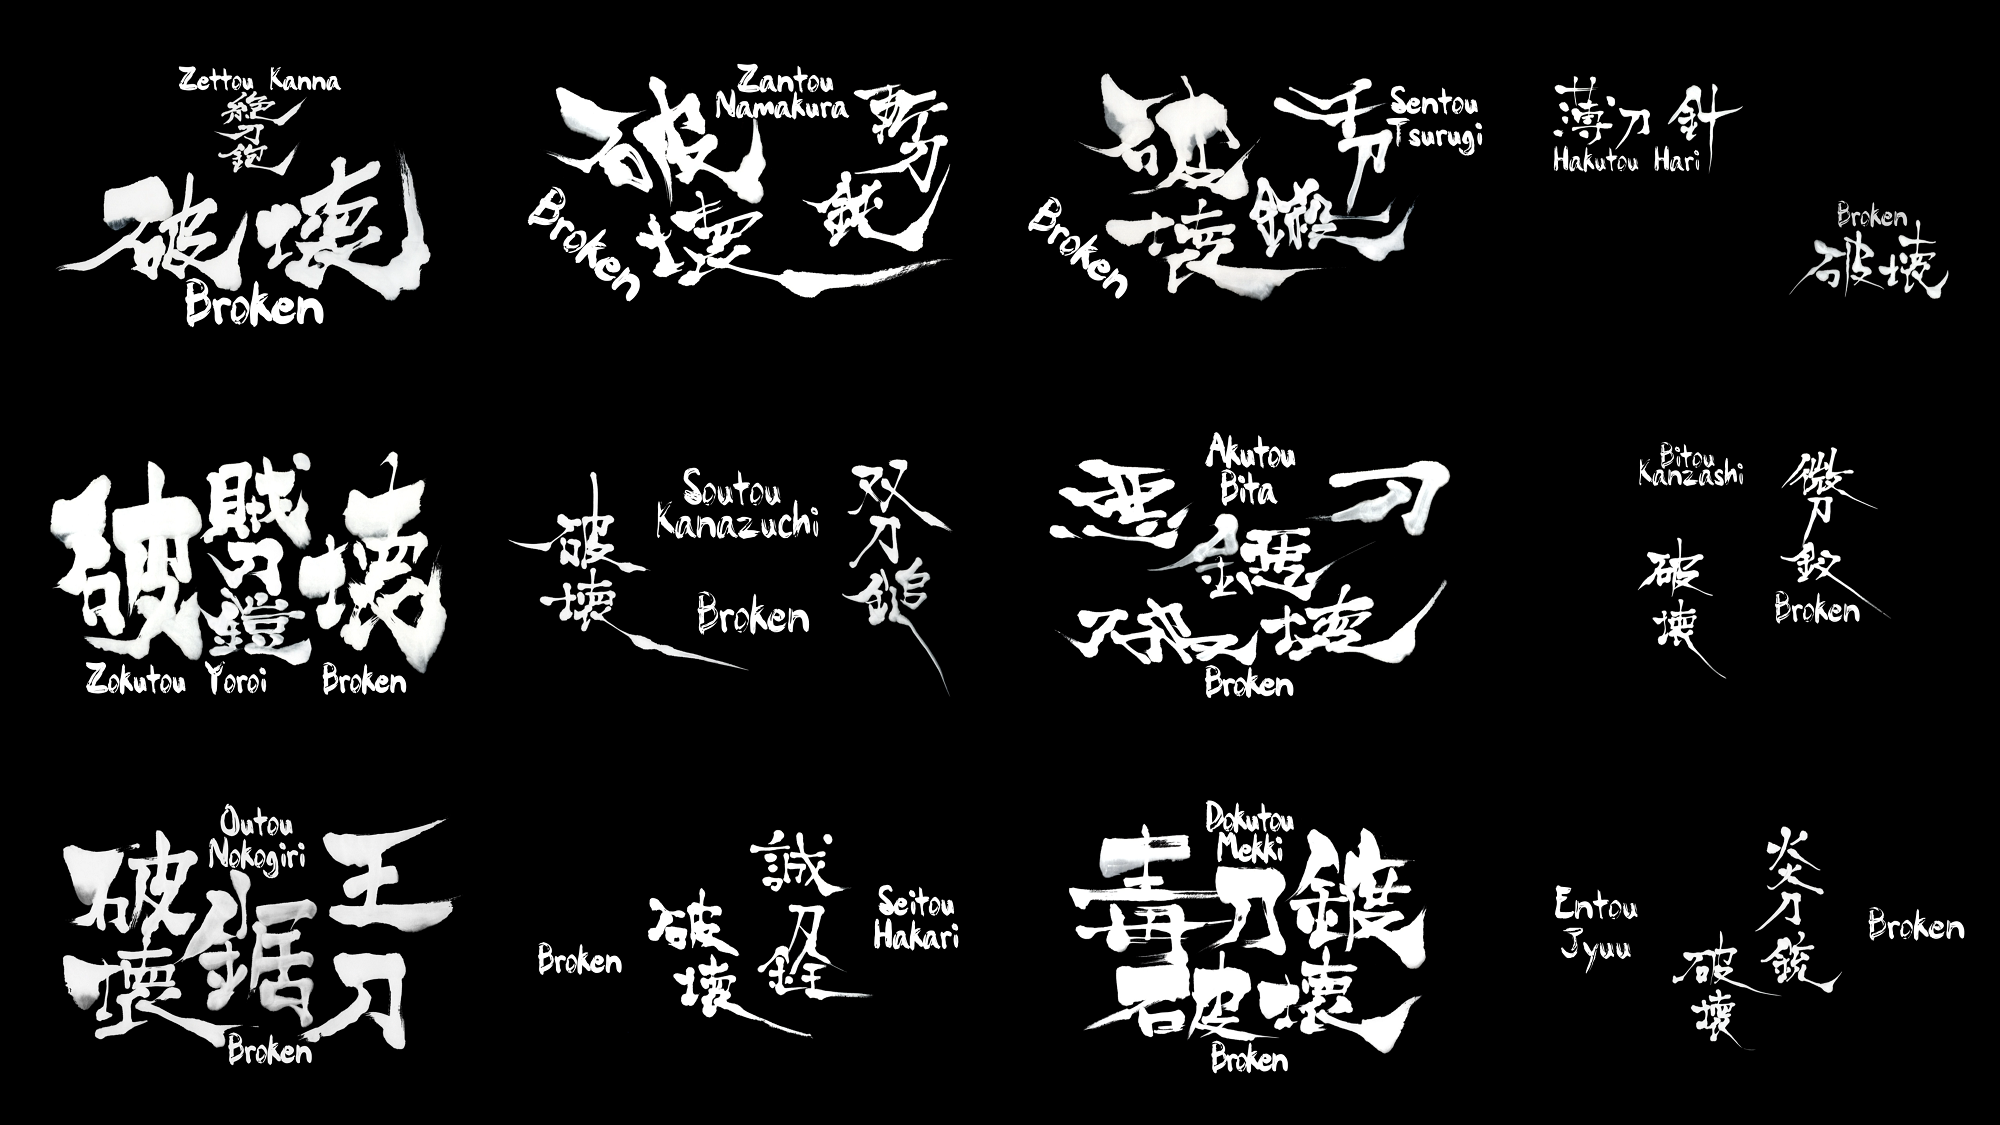 Zettou Kanna
絶刀
鉋
破壊
Broken
Zantou
Namakura
斬刀
鈍
破壊
Broken
Sentou
Tsurugi
千刀
鎩
破壊
Broken
薄刀 針
Hakutou Hari
Broken
破壊
賊刀
鎧
破壊
Zokutou Yoroi
Broken
Soutou
Kanazuchi
双刀
鎚
破壊
Broken
Akutou
Bita
悪刀
鐚
破壊
Broken
Bitou
Kanzashi
微刀
釵
破壊
Broken
Outou
Nokogiri
王刀
鋸
破壊
Broken
誠刀
銓
Seitou
Hakari
破壊
Broken
Dokutou
Mekki
毒刀 鍍
破壊
Broken
炎刀
銃
Entou
Jyuu
破壊
Broken